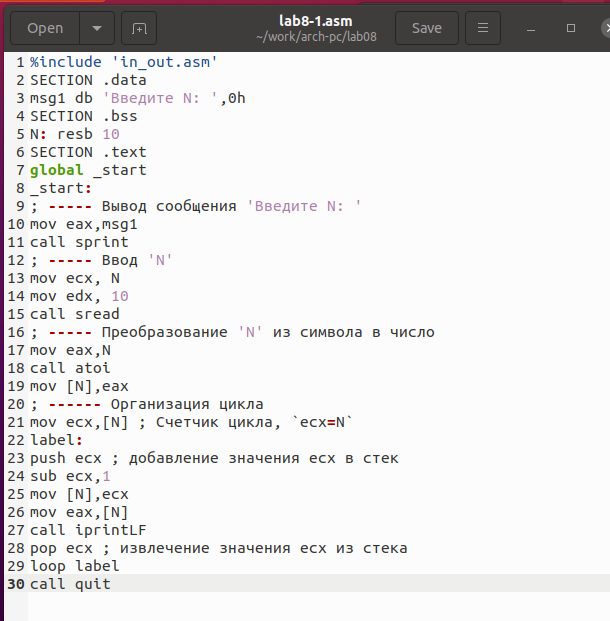 Open
lab8-1.asm
~/work/arch-pc/lab08
Save
1 %include 'in_out.asm'
2 SECTION .data
3 msg1 db 'Введите N: ',0h
4 SECTION .bss
5 N: resb 10
6 SECTION .text
7 global _start
8 _start:
9 ; ----- Вывод сообщения 'Введите N: '
10 mov eax,msg1
11 call sprint
12 ; ----- Ввод 'N'
13 mov ecx, N
14 mov edx, 10
15 call sread
16 ; ----- Преобразование 'N' из символа в число
17 mov eax,N
18 call atoi
19 mov [N],eax
20 ; ------ Организация цикла
21 mov ecx,[N] ; Счетчик цикла, `ecx=N`
22 label:
23 push ecx ; добавление значения ecx в стек
24 sub ecx,1
25 mov [N],ecx
26 mov eax,[N]
27 call iprintLF
28 pop ecx ; извлечение значения ecx из стека
29 loop label
30 call quit